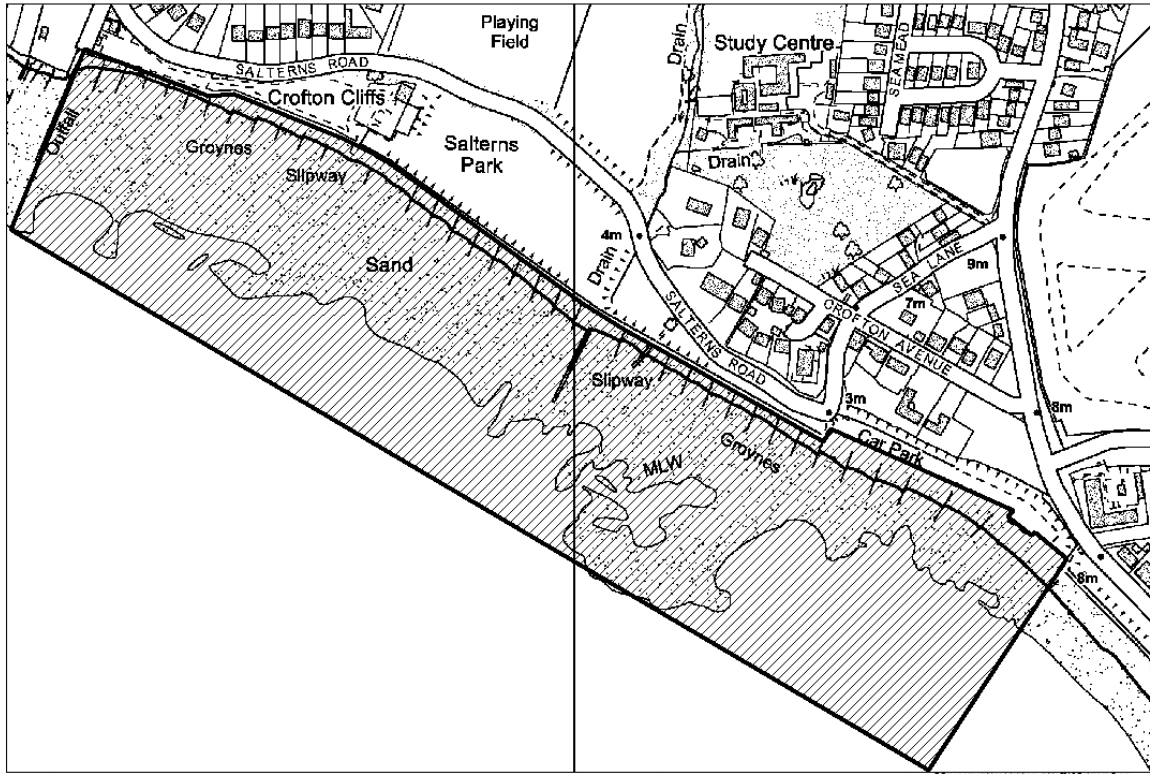 Playing
Field
Drain
Study Centre
SEAMEAD
SALTERNS ROAD
Crofton Cliffs
Outfall
Groynes
Salterns
Park
Slipway
Drain
4m
Sand
Drain
SEA LANE
9m
7m
CROFTON AVENUE
SALTERNS ROAD
Slipway
3m
8m
Groynes
Car Park
MLW
8m